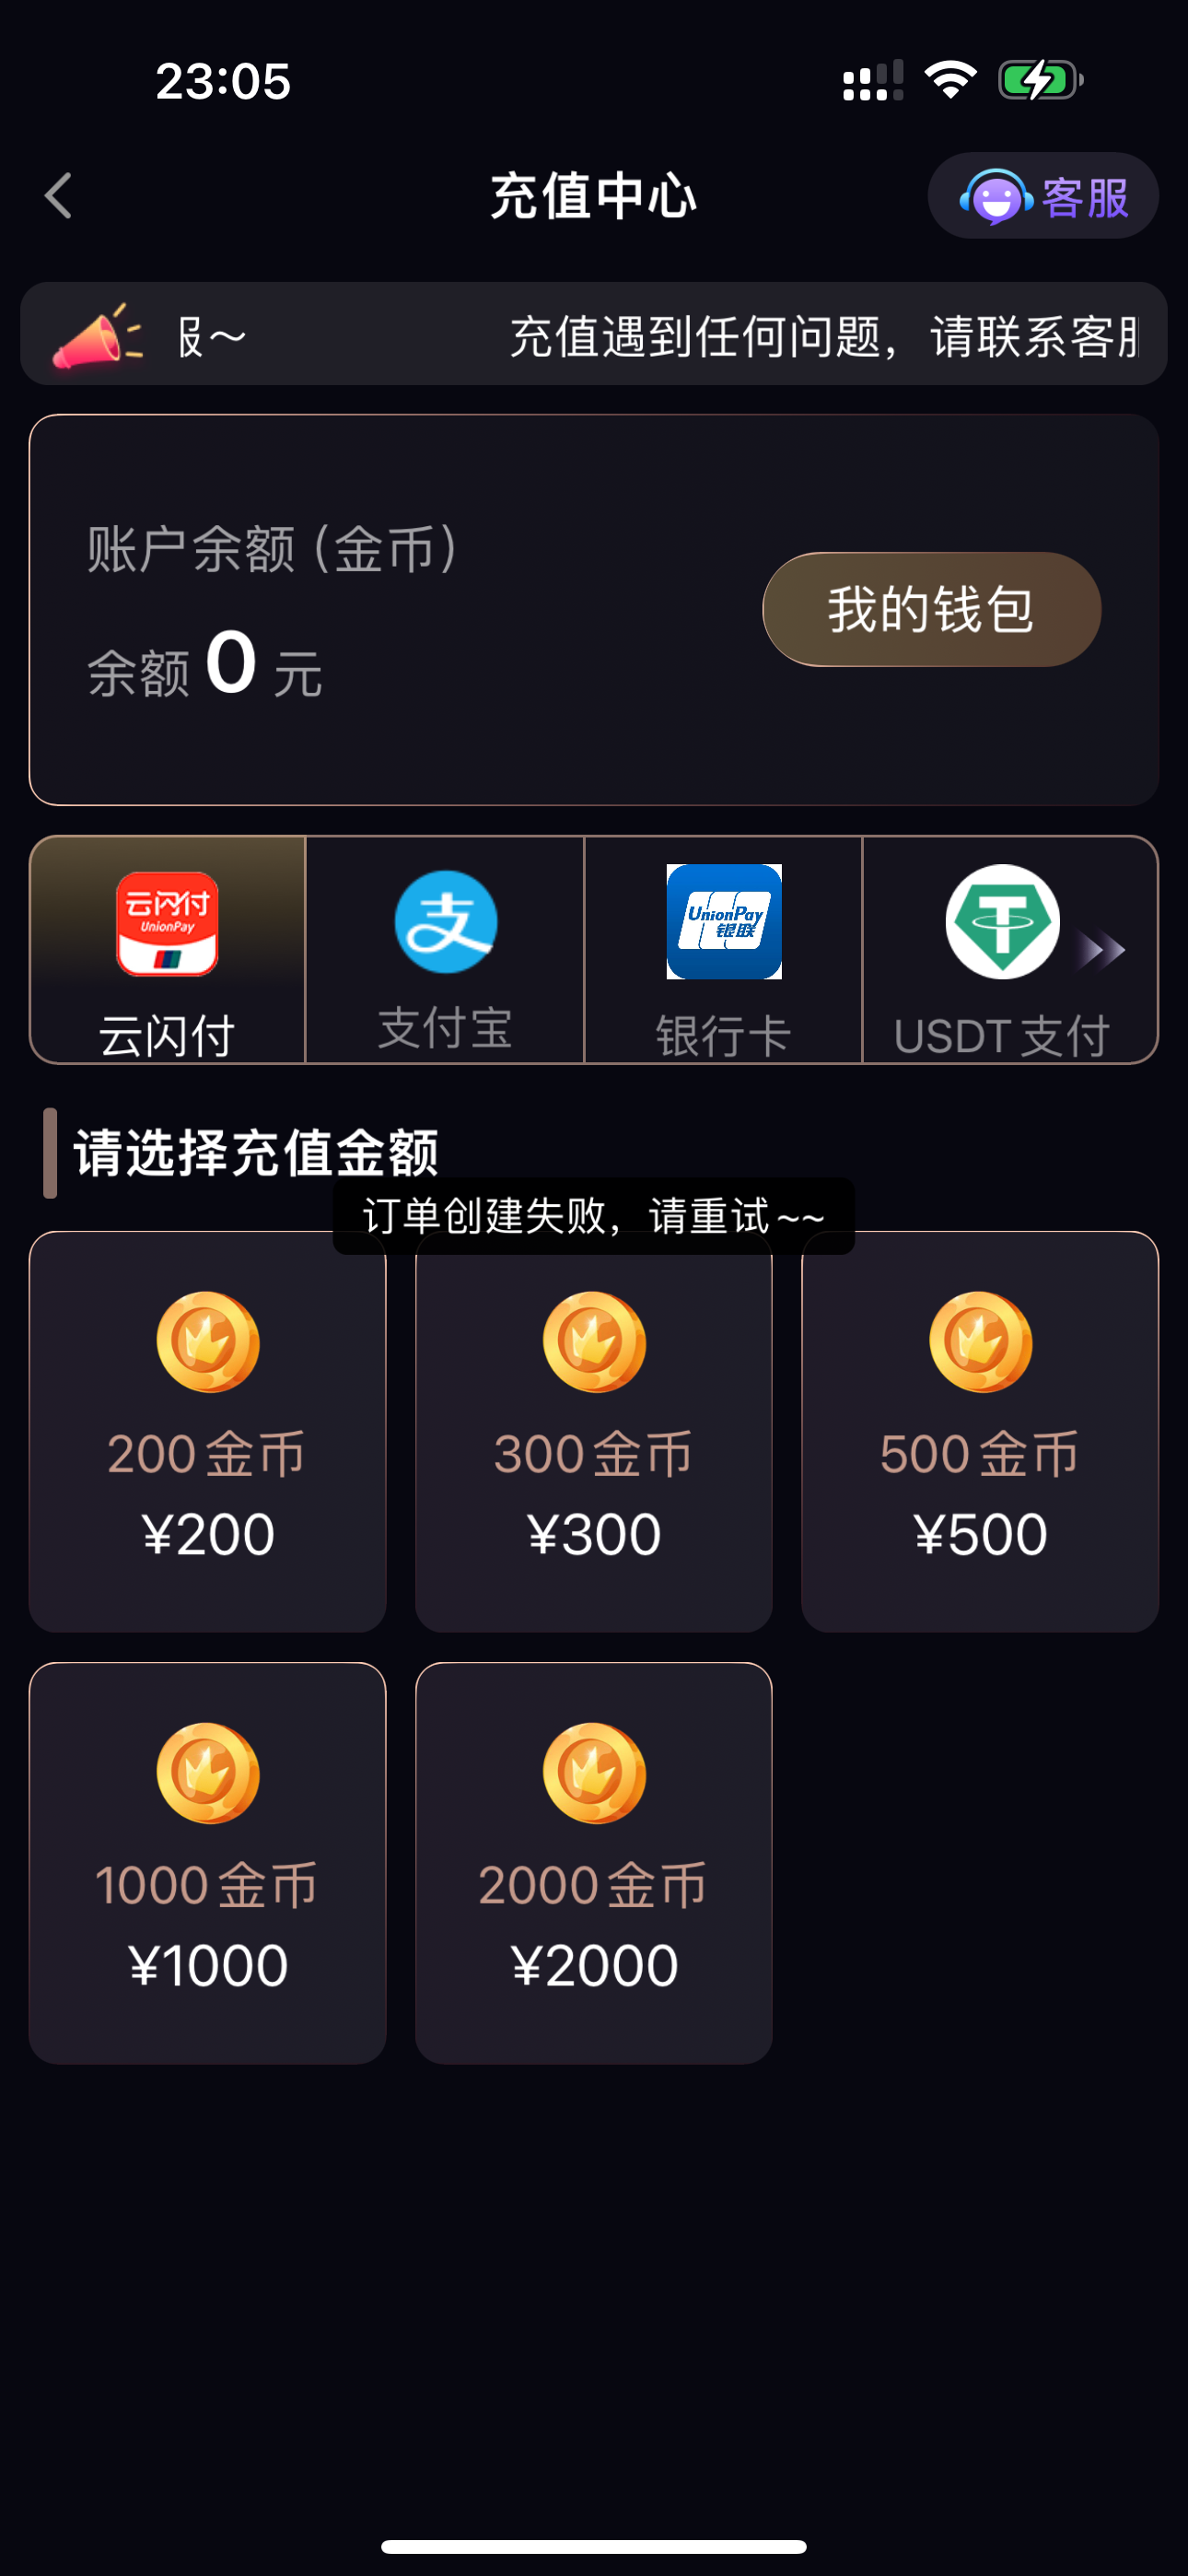 23:05
充值中心
客服
服～ 充值遇到任何问题，请联系客服
账户余额 (金币)
余额 0 元
我的钱包
云闪付
UnionPay
支
UnionPay
银联
云闪付
支付宝
银行卡
USDT支付
请选择充值金额
订单创建失败，请重试~~
200金币
300金币
500金币
¥200
¥300
¥500
1000金币
2000金币
¥1000
¥2000